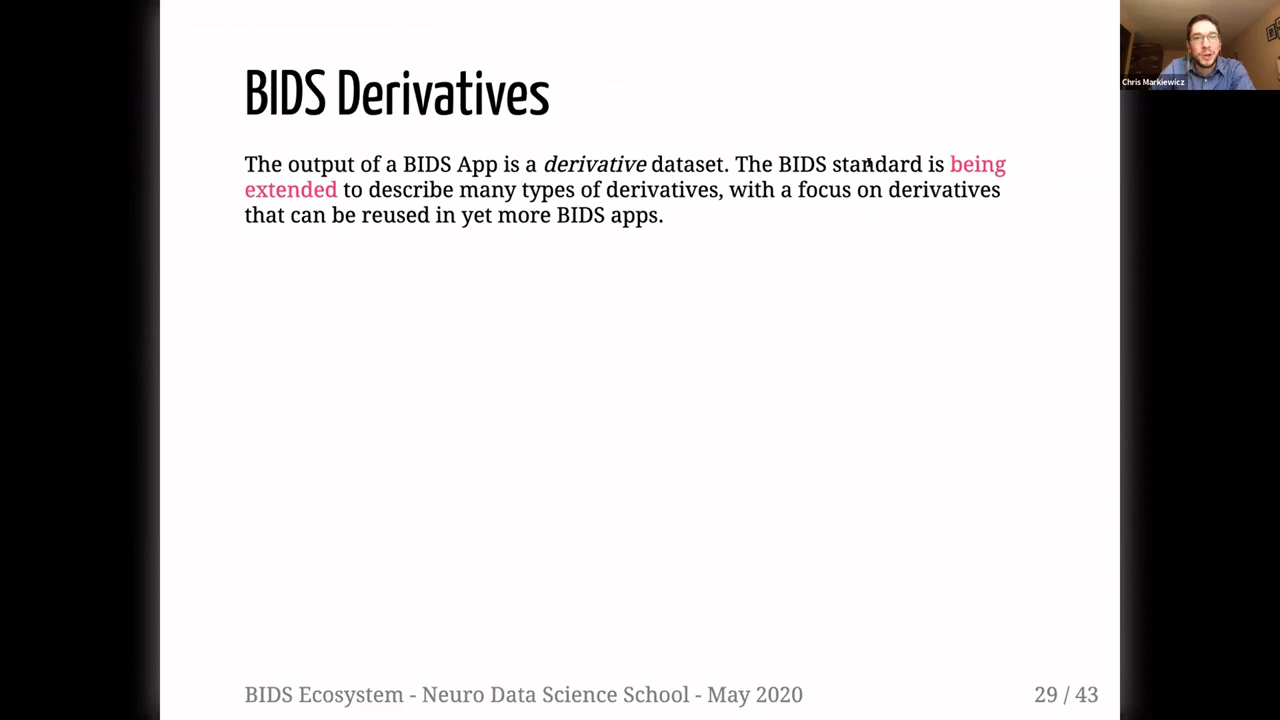 BIDS Derivatives
Chris Markiewicz
The output of a BIDS App is a derivative dataset. The BIDS standard is being
extended to describe many types of derivatives, with a focus on derivatives
that can be reused in yet more BIDS apps.
BIDS Ecosystem - Neuro Data Science School - May 2020
29 / 43